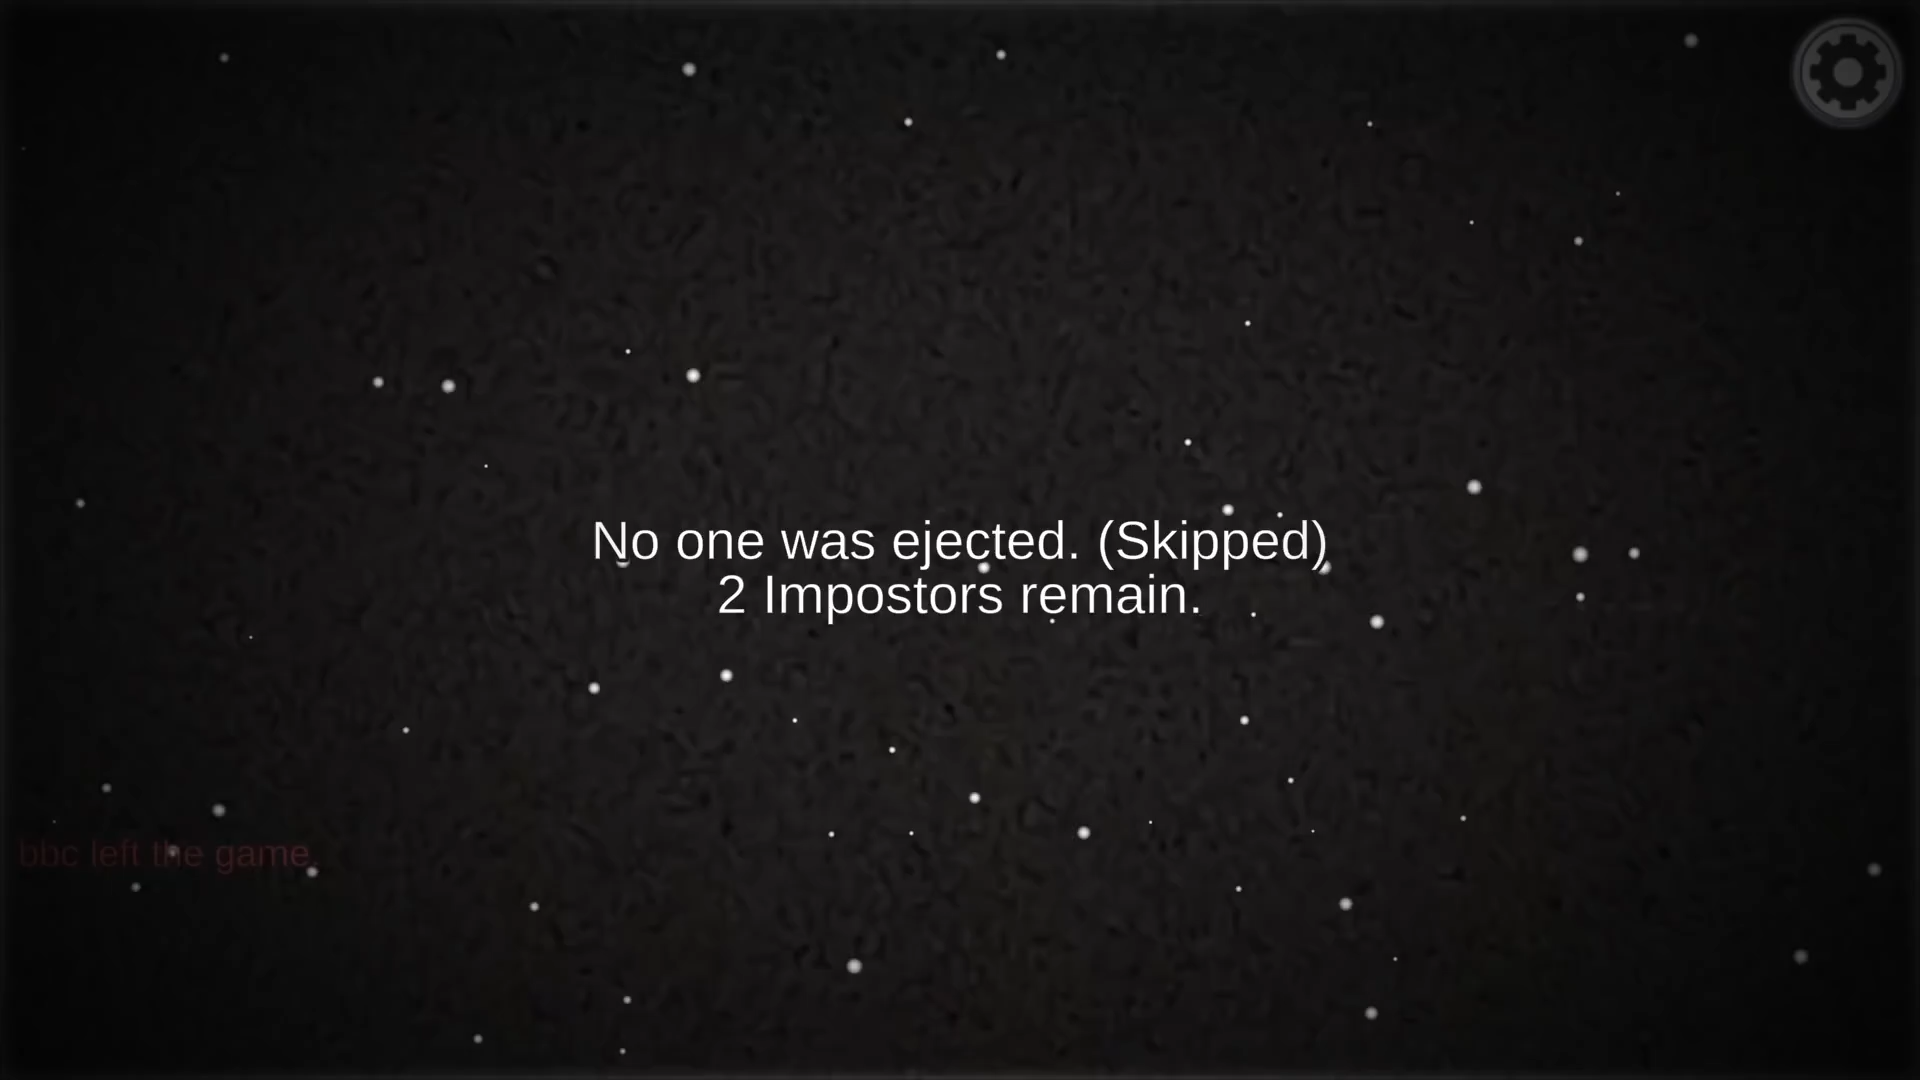 No one was ejected. (Skipped)
2 Impostors remain.
bbc left the game.